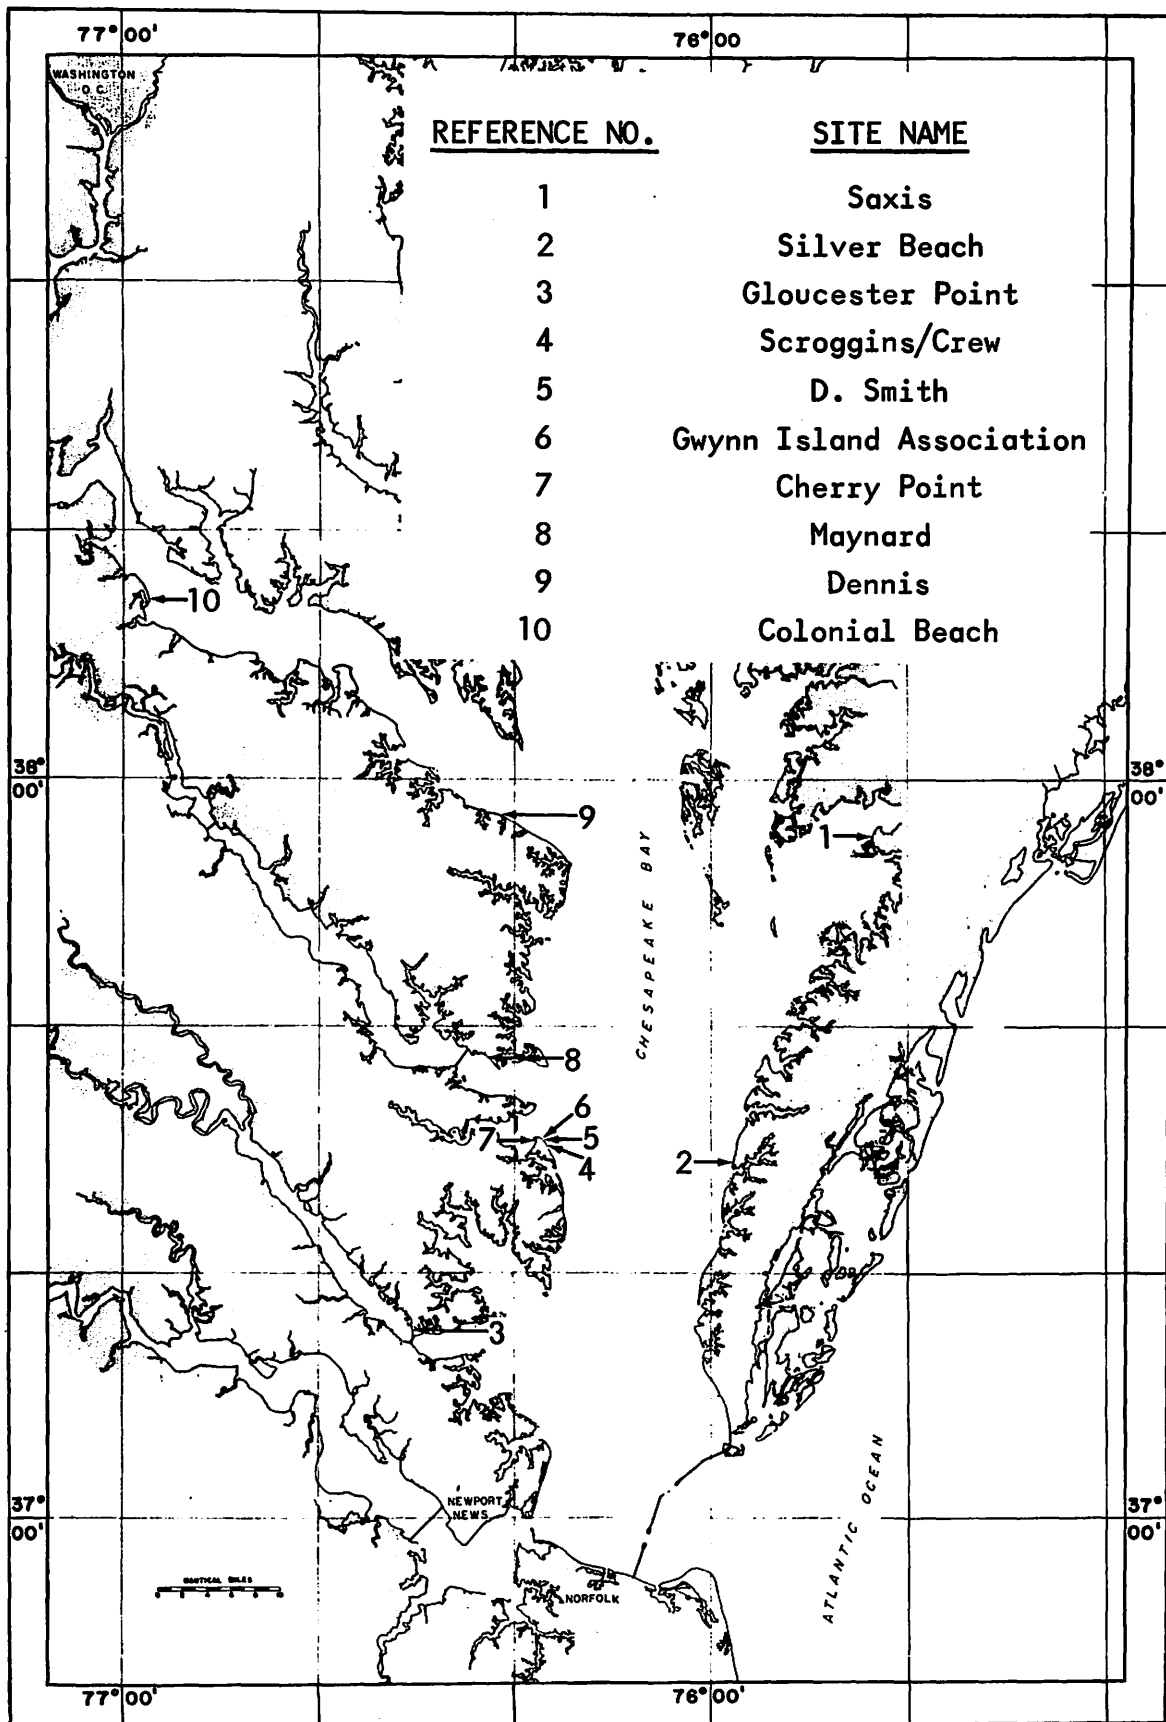 77° 00'
76° 00
WASHINGTON
D.C.
REFERENCE NO. SITE NAME
1 Saxis
2 Silver Beach
3 Gloucester Point
4 Scroggins/Crew
5 D. Smith
6 Gwynn Island Association
7 Cherry Point
8 Maynard
9 Dennis
10 Colonial Beach
10
38°
00'
38°
00'
9
1
CHESAPEAKE BAY
8
6
7
5
4
2
3
37°
00'
NEWPORT
NEWS
37°
00'
ATLANTIC OCEAN
NAUTICAL MILES
NORFOLK
77° 00'
76° 00'